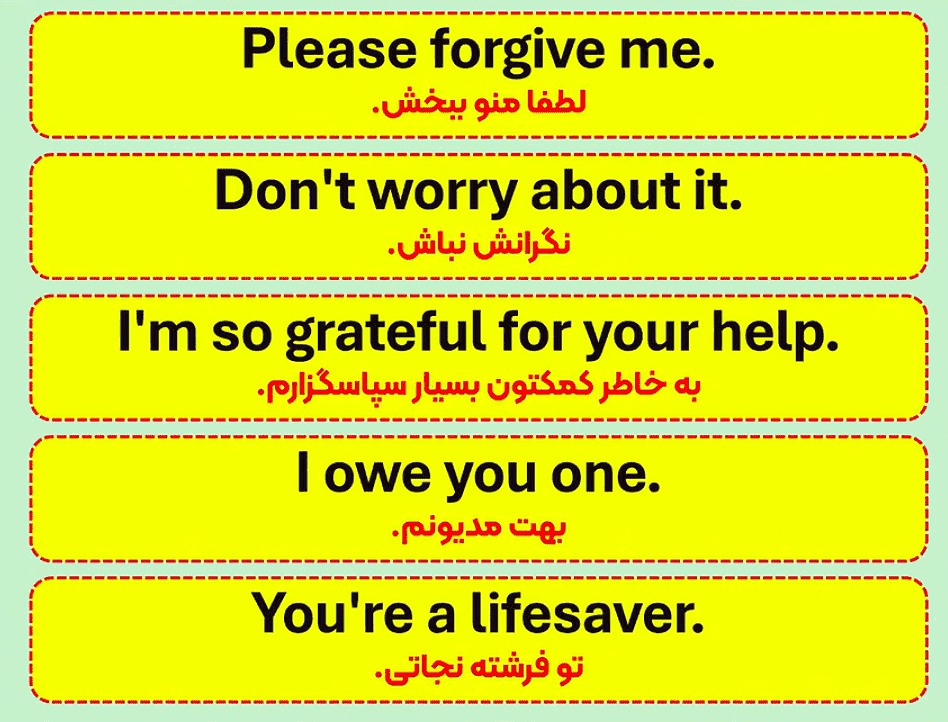 Please forgive me.
لطفا منو ببخش.
Don't worry about it.
نگرانش نباش.
I'm so grateful for your help.
به خاطر کمکتون بسیار سپاسگزارم.
I owe you one.
بهت مدیونم.
You're a lifesaver.
تو فرشته نجاتی.